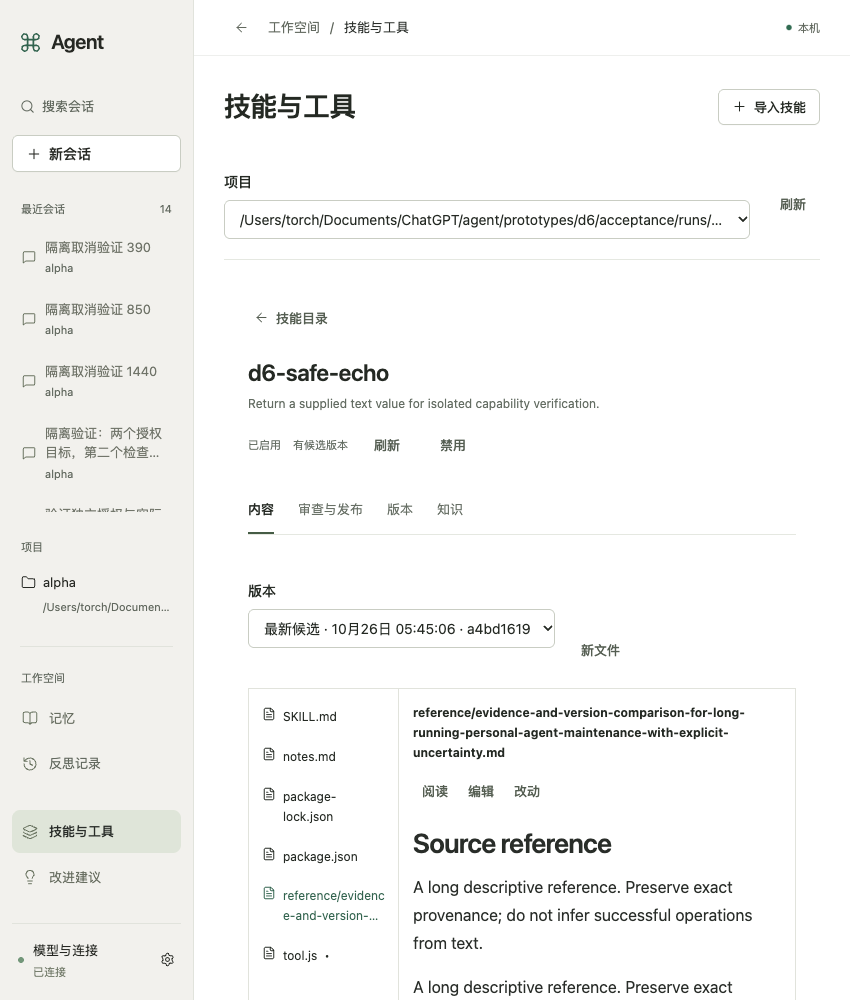 Agent
搜索会话
新会话
最近会话 14
隔离取消验证 390
alpha
隔离取消验证 850
alpha
隔离取消验证 1440
alpha
隔离验证：两个授权
目标，第二个检查...
alpha
项目
alpha
/Users/torch/Documen...
工作空间
记忆
反思记录
技能与工具
改进建议
模型与连接
已连接
工作空间 / 技能与工具
本机
技能与工具
导入技能
项目
/Users/torch/Documents/ChatGPT/agent/prototypes/d6/acceptance/runs/...
刷新
技能目录
d6-safe-echo
Return a supplied text value for isolated capability verification.
已启用 有候选版本 刷新 禁用
内容 审查与发布 版本 知识
版本
最新候选 · 10月26日 05:45:06 · a4bd1619
新文件
SKILL.md
notes.md
package-
lock.json
package.json
reference/evidenc
e-and-version-...
tool.js •
reference/evidence-and-version-comparison-for-long-
running-personal-agent-maintenance-with-explicit-
uncertainty.md
阅读 编辑 改动
Source reference
A long descriptive reference. Preserve exact
provenance; do not infer successful operations
from text.
A long descriptive reference. Preserve exact